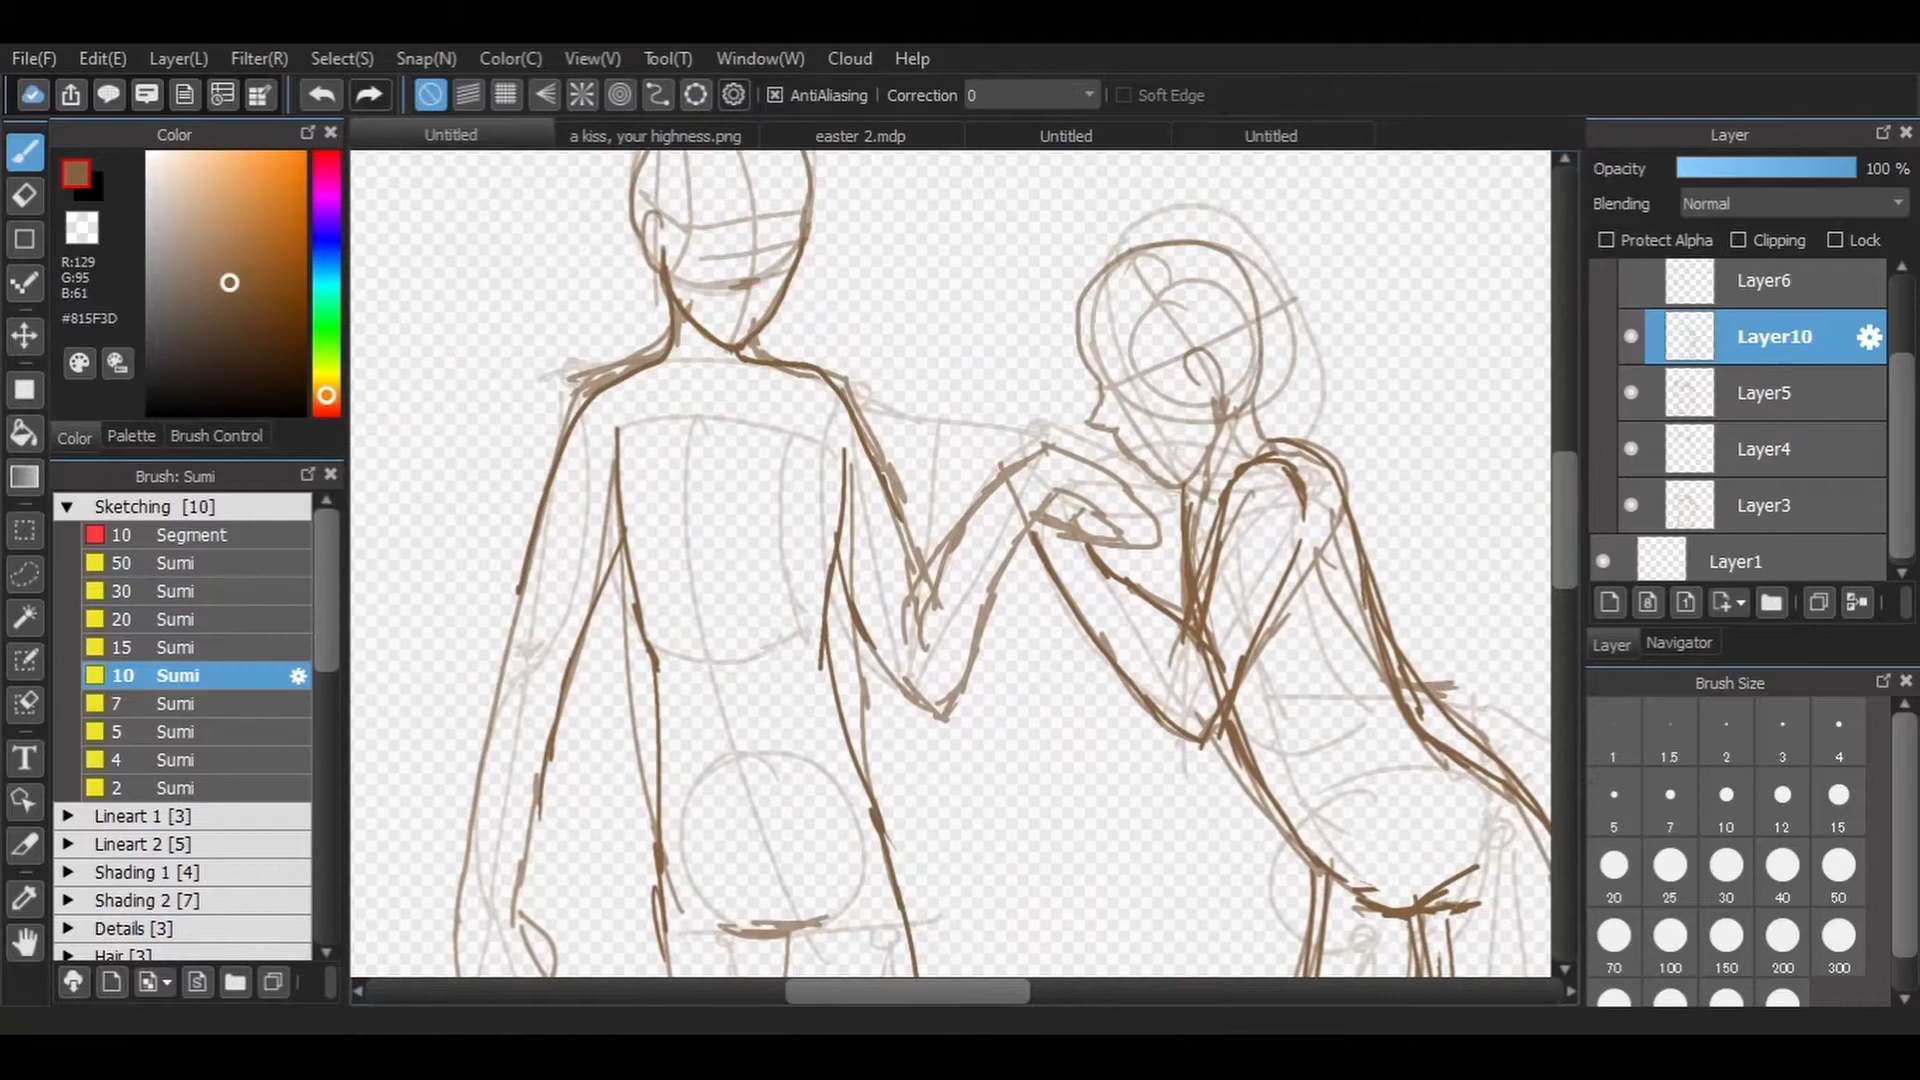 File(F) Edit(E) Layer(L) Filter(R) Select(S) Snap(N) Color(C) View(V) Tool(T) Window(W) Cloud Help
AntiAliasing Correction 0 Soft Edge
Color
R:129
G:95
B:61
#815F3D
Color Palette Brush Control
Brush: Sumi
Sketching [10]
10 Segment
50 Sumi
30 Sumi
20 Sumi
15 Sumi
10 Sumi
7 Sumi
5 Sumi
4 Sumi
2 Sumi
Lineart 1 [3]
Lineart 2 [5]
Shading 1 [4]
Shading 2 [7]
Details [3]
Hair [3]
Untitled a kiss, your highness.png easter 2.mdp Untitled Untitled
Layer
Opacity 100 %
Blending Normal
Protect Alpha Clipping Lock
Layer6
Layer10
Layer5
Layer4
Layer3
Layer1
8 1
Layer Navigator
Brush Size
1 1.5 2 3 4
5 7 10 12 15
20 25 30 40 50
70 100 150 200 300